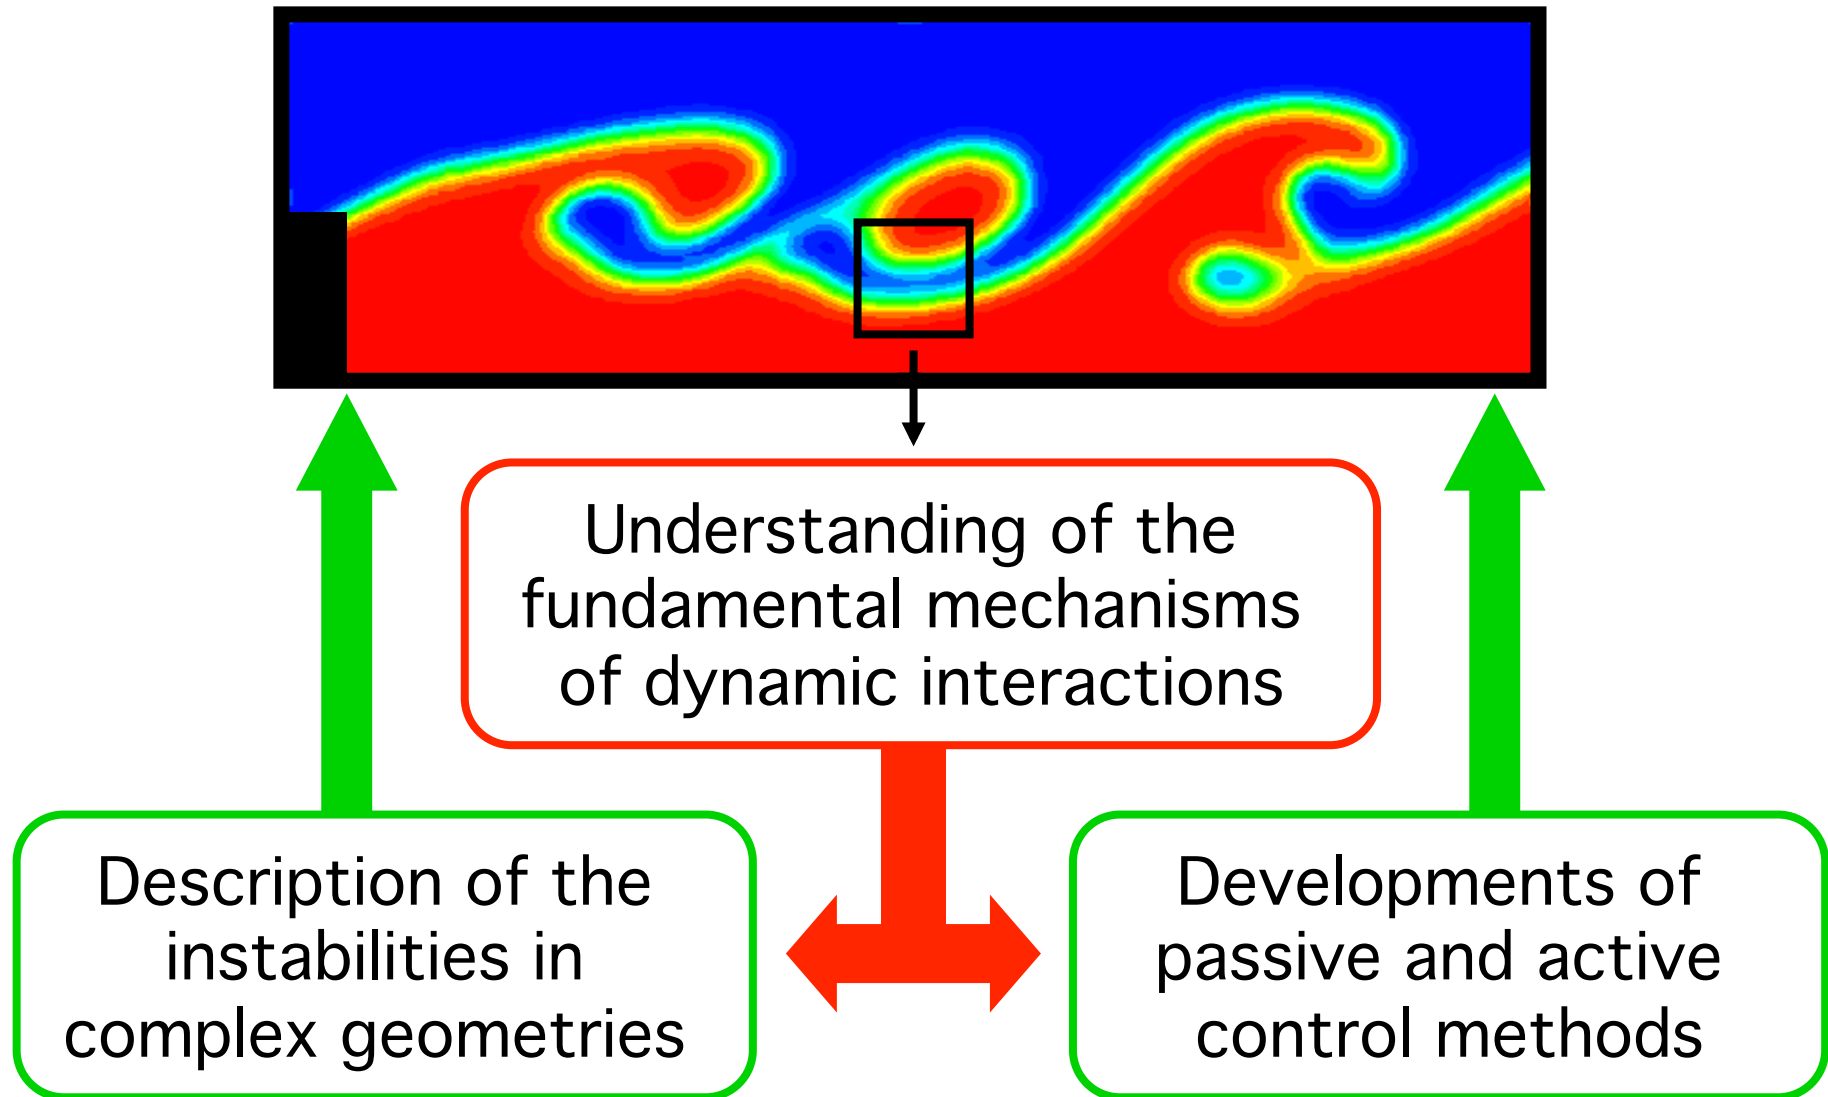 Understanding of the
fundamental mechanisms
of dynamic interactions
Description of the
instabilities in
complex geometries
Developments of
passive and active
control methods